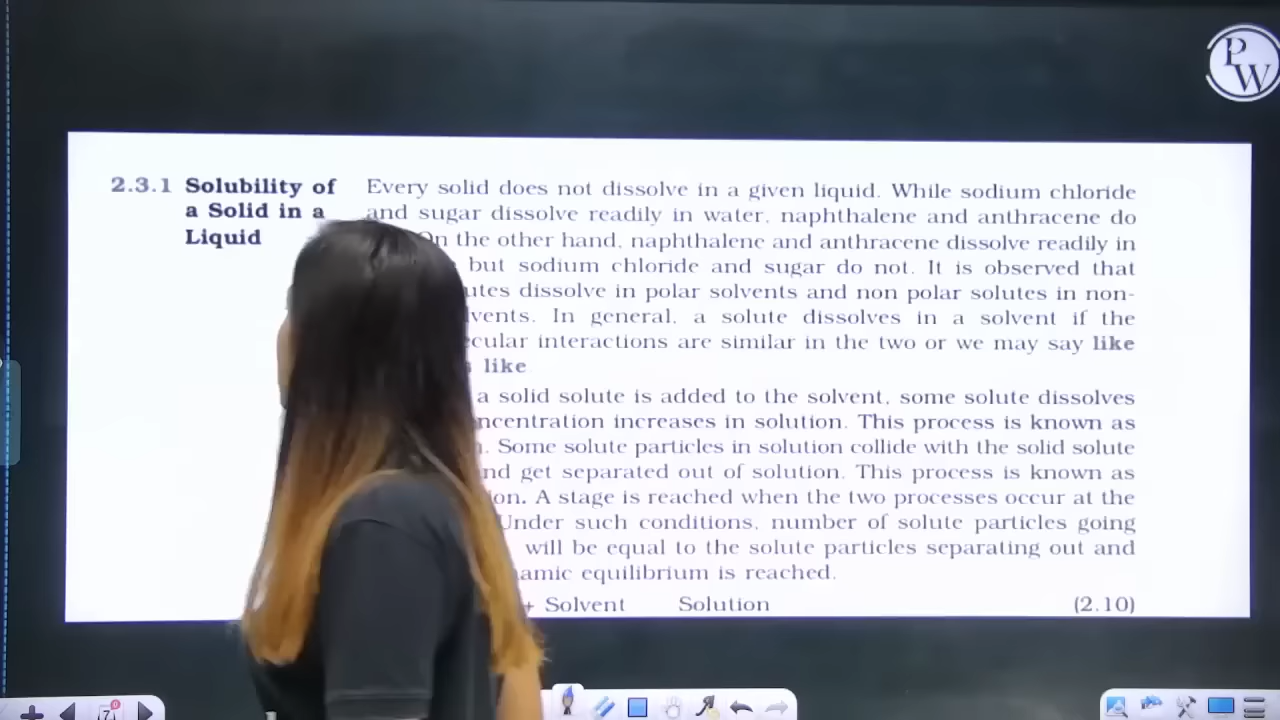 PW
2.3.1 Solubility of
a Solid in a
Liquid
Every solid does not dissolve in a given liquid. While sodium chloride
and sugar dissolve readily in water, naphthalene and anthracene do
On the other hand, naphthalene and anthracene dissolve readily in
but sodium chloride and sugar do not. It is observed that
dissolve in polar solvents and non polar solutes in non-
In general, a solute dissolves in a solvent if the
interactions are similar in the two or we may say like
like
a solid solute is added to the solvent, some solute dissolves
increases in solution. This process is known as
Some solute particles in solution collide with the solid solute
and get separated out of solution. This process is known as
A stage is reached when the two processes occur at the
Under such conditions, number of solute particles going
will be equal to the solute particles separating out and
equilibrium is reached.
+ Solvent Solution (2.10)